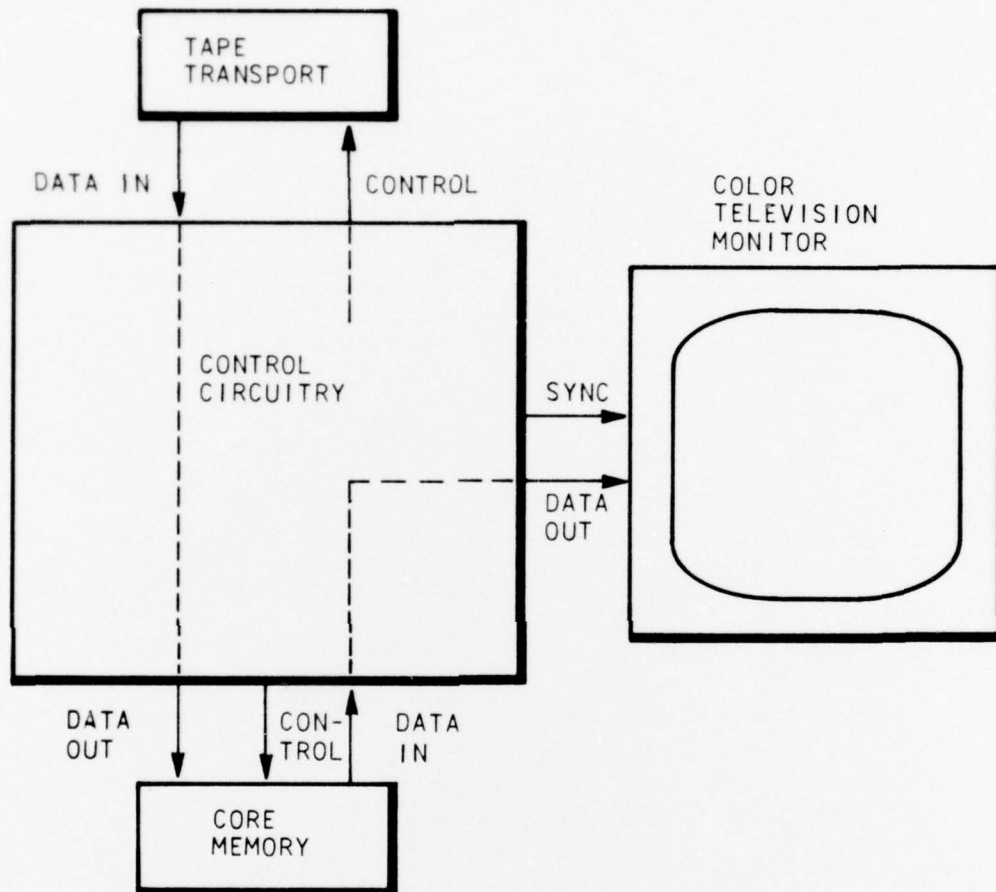 TAPE
TRANSPORT
DATA IN
CONTROL
COLOR
TELEVISION
MONITOR
CONTROL
CIRCUITRY
SYNC
DATA
OUT
DATA
OUT
CON-
TROL
DATA
IN
CORE
MEMORY